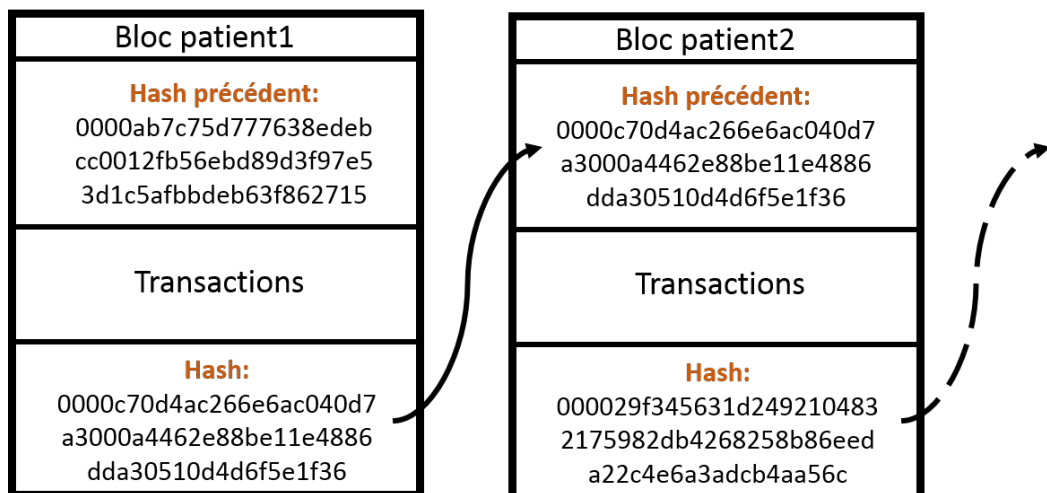 Bloc patient1
Hash précédent:
0000ab7c75d777638edeb
cc0012fb56ebd89d3f97e5
3d1c5afbbdeb63f862715
Transactions
Hash:
0000c70d4ac266e6ac040d7
a3000a4462e88be11e4886
dda30510d4d6f5e1f36
Bloc patient2
Hash précédent:
0000c70d4ac266e6ac040d7
a3000a4462e88be11e4886
dda30510d4d6f5e1f36
Transactions
Hash:
000029f345631d249210483
2175982db4268258b86eed
a22c4e6a3adcb4aa56c